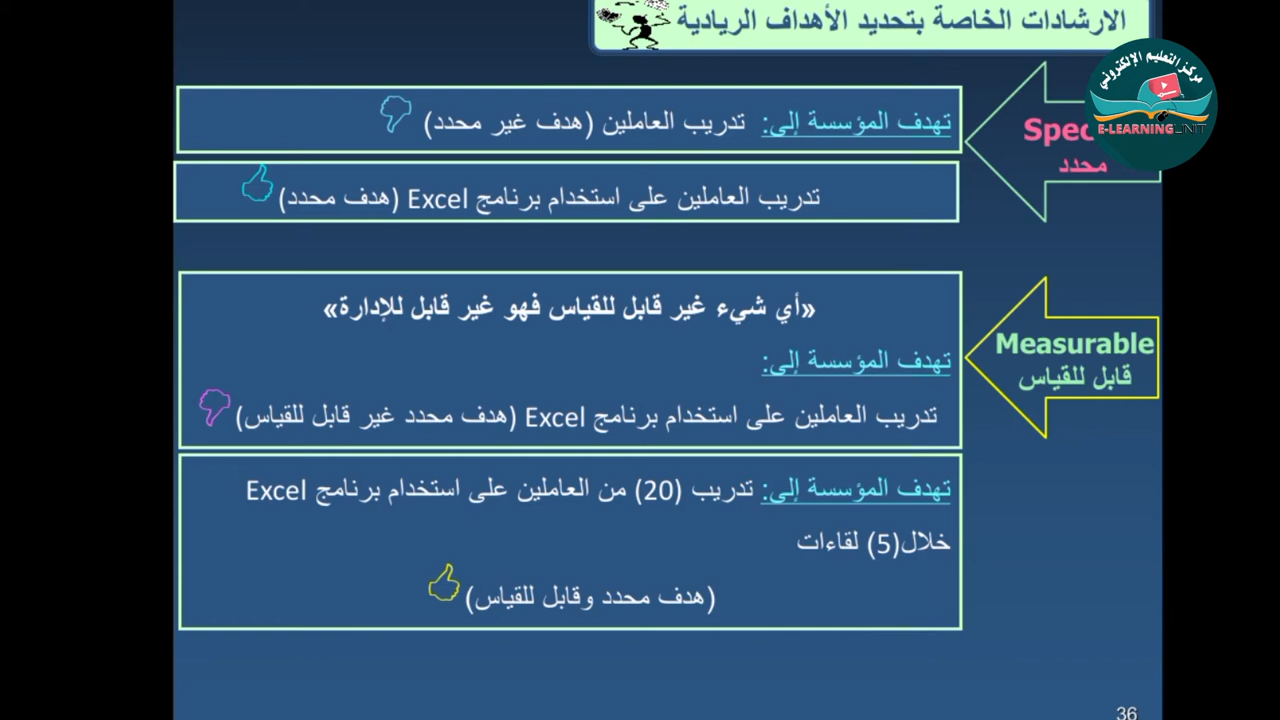 الارشادات الخاصة بتحديد الأهداف الريادية
مركز التعليم الإلكتروني
E-LEARNING UNIT
محدد
تهدف المؤسسة إلى: تدريب العاملين (هدف غير محدد)
تدريب العاملين على استخدام برنامج Excel (هدف محدد)
Measurable
قابل للقياس
«أي شيء غير قابل للقياس فهو غير قابل للإدارة»
تهدف المؤسسة إلى:
تدريب العاملين على استخدام برنامج Excel (هدف محدد غير قابل للقياس)
تهدف المؤسسة إلى: تدريب (20) من العاملين على استخدام برنامج Excel
خلال(5) لقاءات
(هدف محدد وقابل للقياس)
36